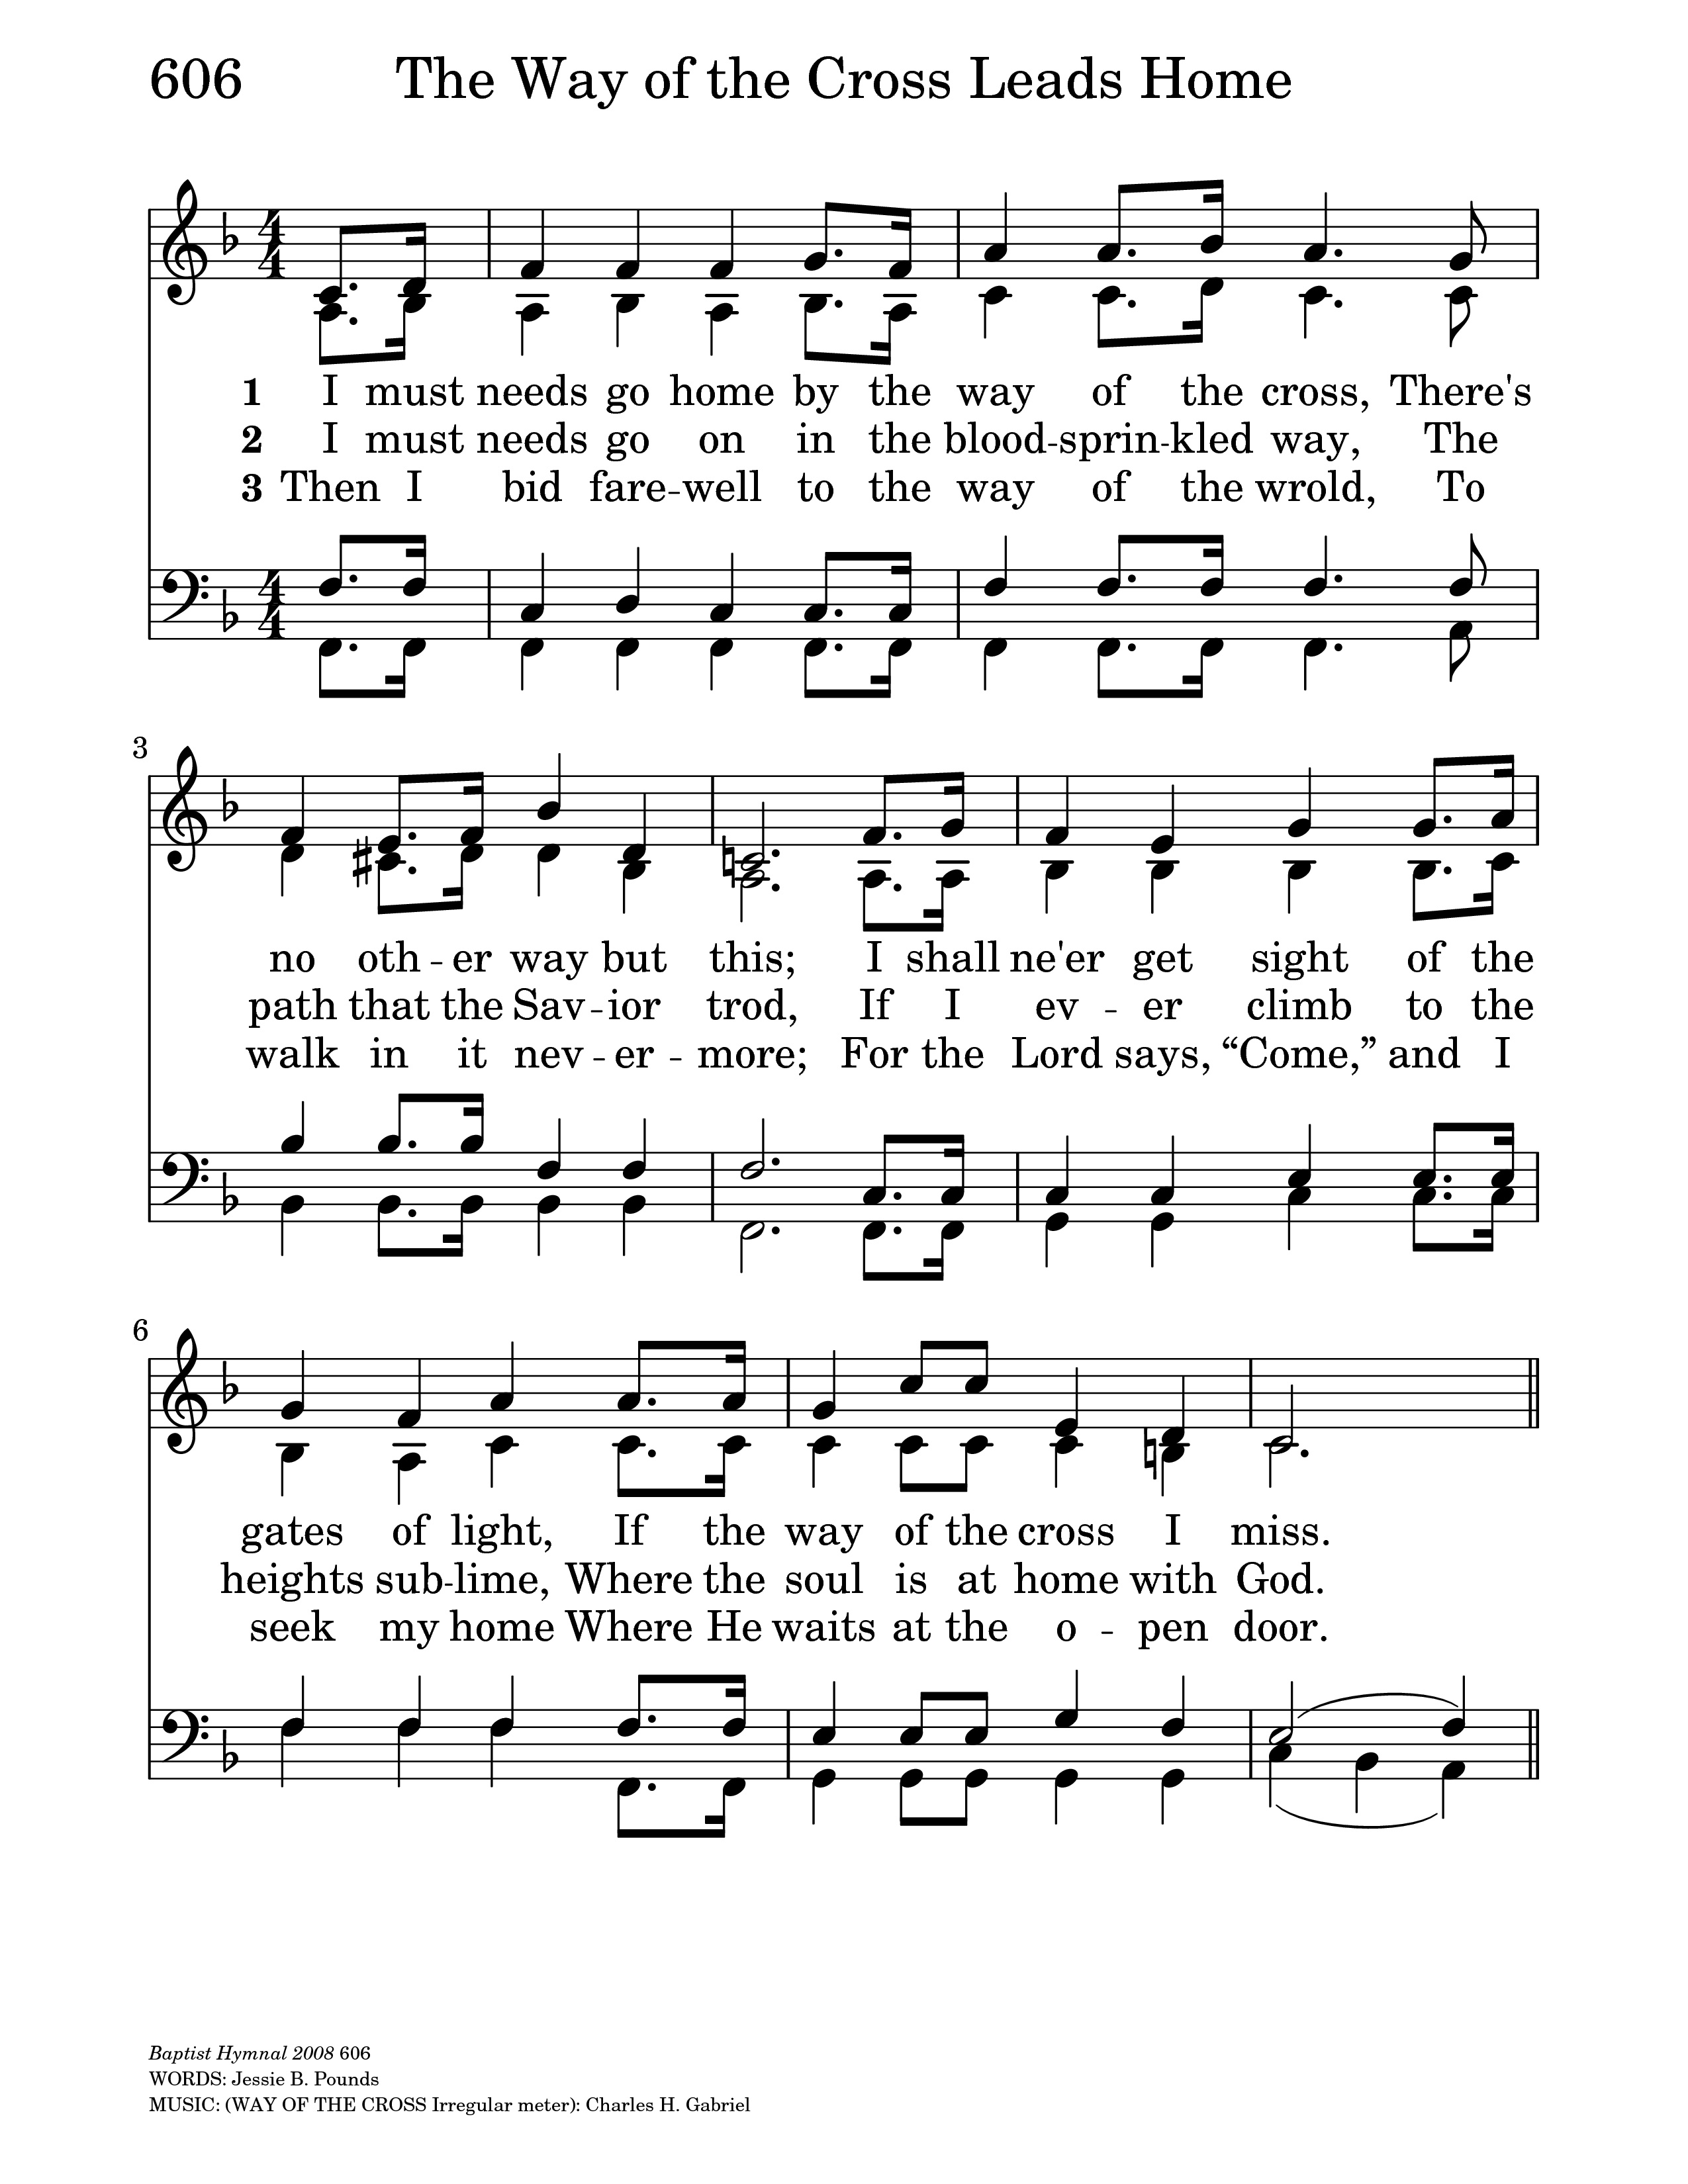 606 The Way of the Cross Leads Home
4
4
1 I must needs go home by the way of the cross, There's
2 I must needs go on in the blood - sprin - kled way, The
3 Then I bid fare - well to the way of the wrold, To
4
4
3
no oth - er way but this; I shall ne'er get sight of the
path that the Sav - ior trod, If I ev - er climb to the
walk in it nev - er - more; For the Lord says, “Come,” and I
6
gates of light, If the way of the cross I miss.
heights sub - lime, Where the soul is at home with God.
seek my home Where He waits at the o - pen door.
Baptist Hymnal 2008 606
WORDS: Jessie B. Pounds
MUSIC: (WAY OF THE CROSS Irregular meter): Charles H. Gabriel